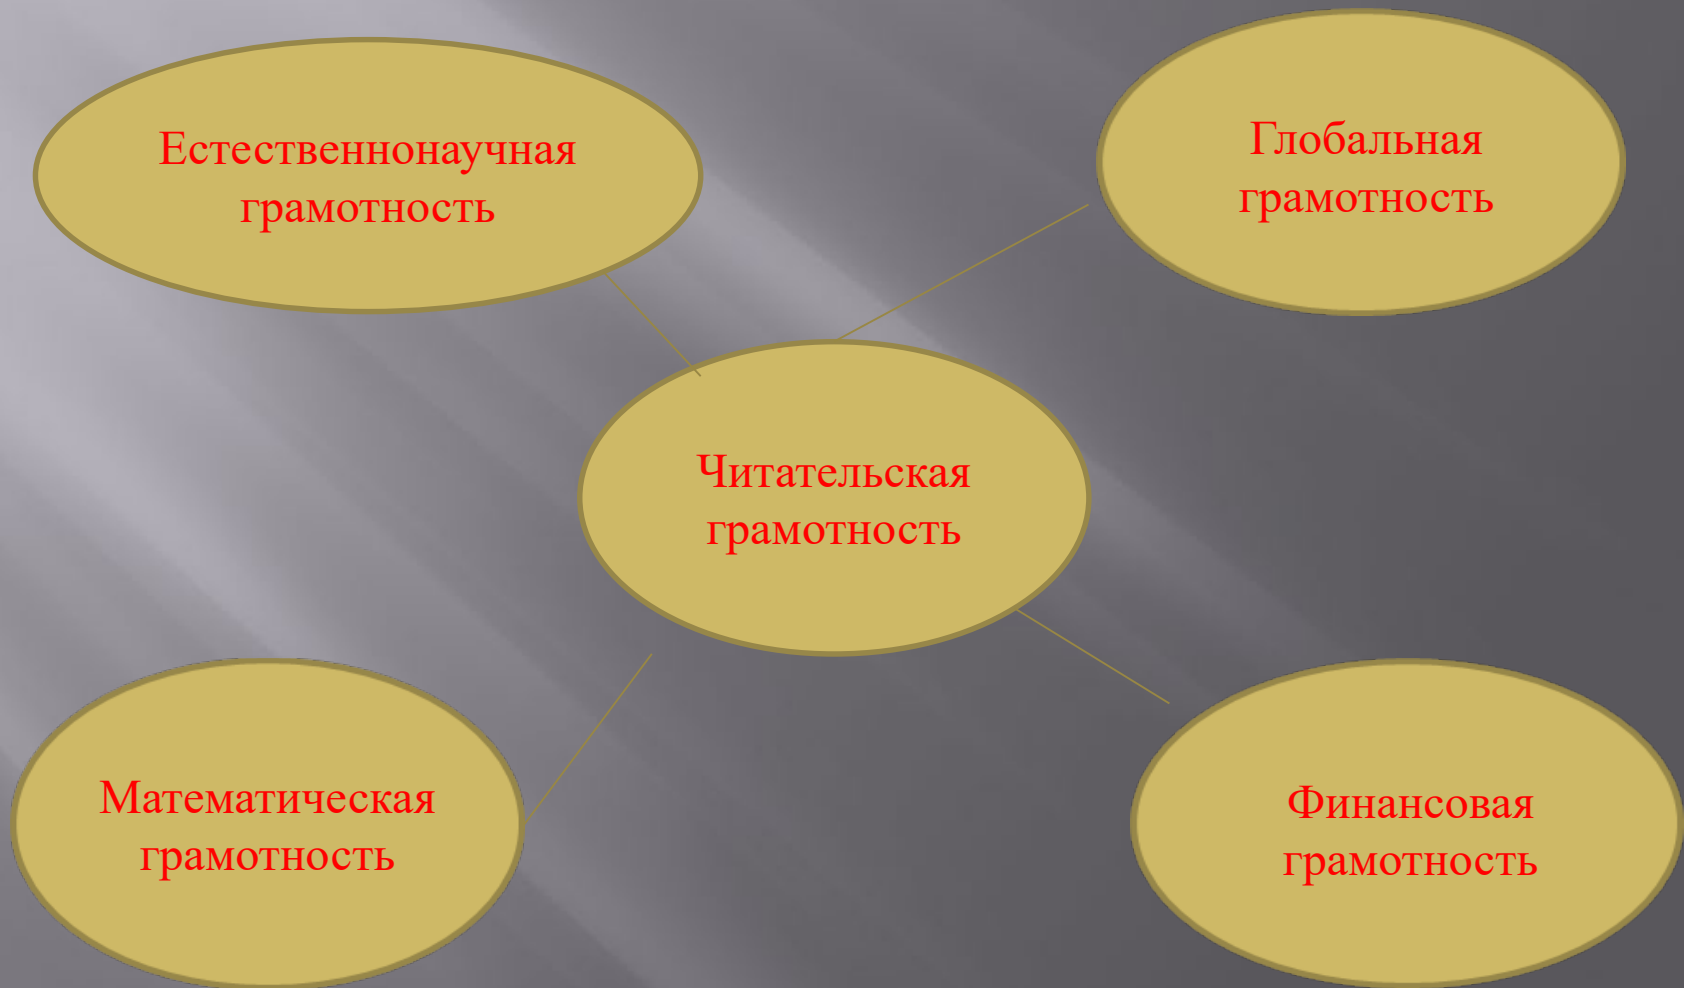 Естественнонаучная
грамотность
Глобальная
грамотность
Читательская
грамотность
Математическая
грамотность
Финансовая
грамотность